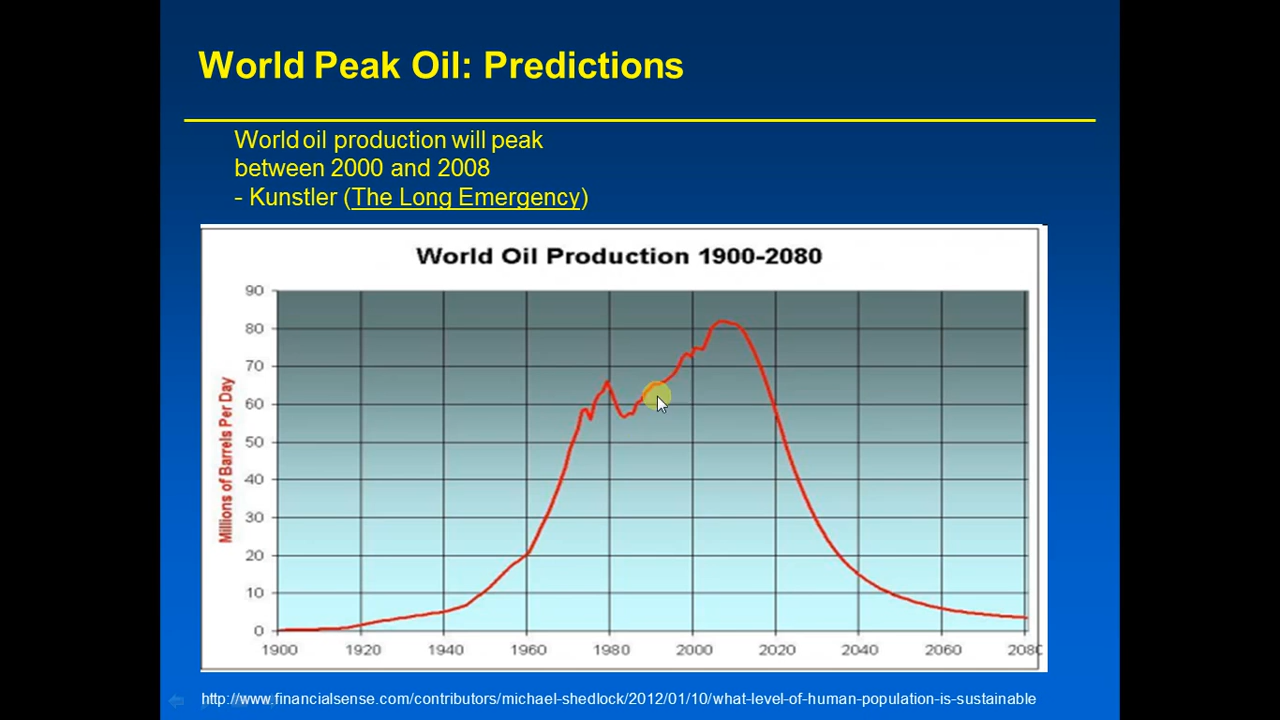 World Peak Oil: Predictions
World oil production will peak
between 2000 and 2008
- Kunstler (The Long Emergency)
World Oil Production 1900-2080
Millions of Barrels Per Day
90
80
70
60
50
40
30
20
10
0
1900 1920 1940 1960 1980 2000 2020 2040 2060 2080
http://www.financialsense.com/contributors/michael-shedlock/2012/01/10/what-level-of-human-population-is-sustainable